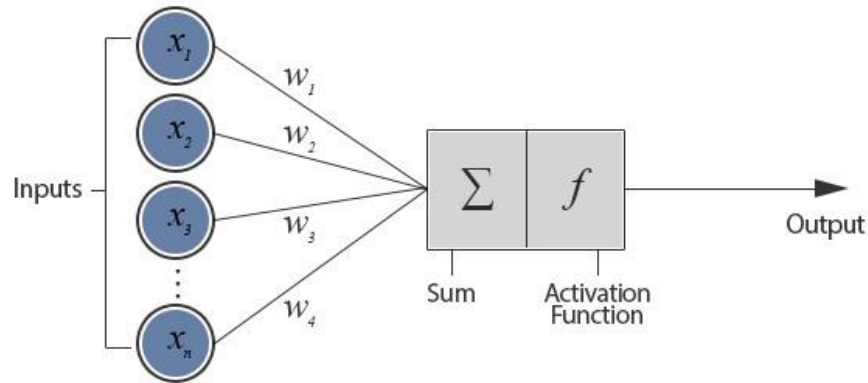 x₁
w₁
x₂
w₂
Inputs
Σ f
Output
x₃
w₃
Sum
Activation
Function
w₄
xₙ